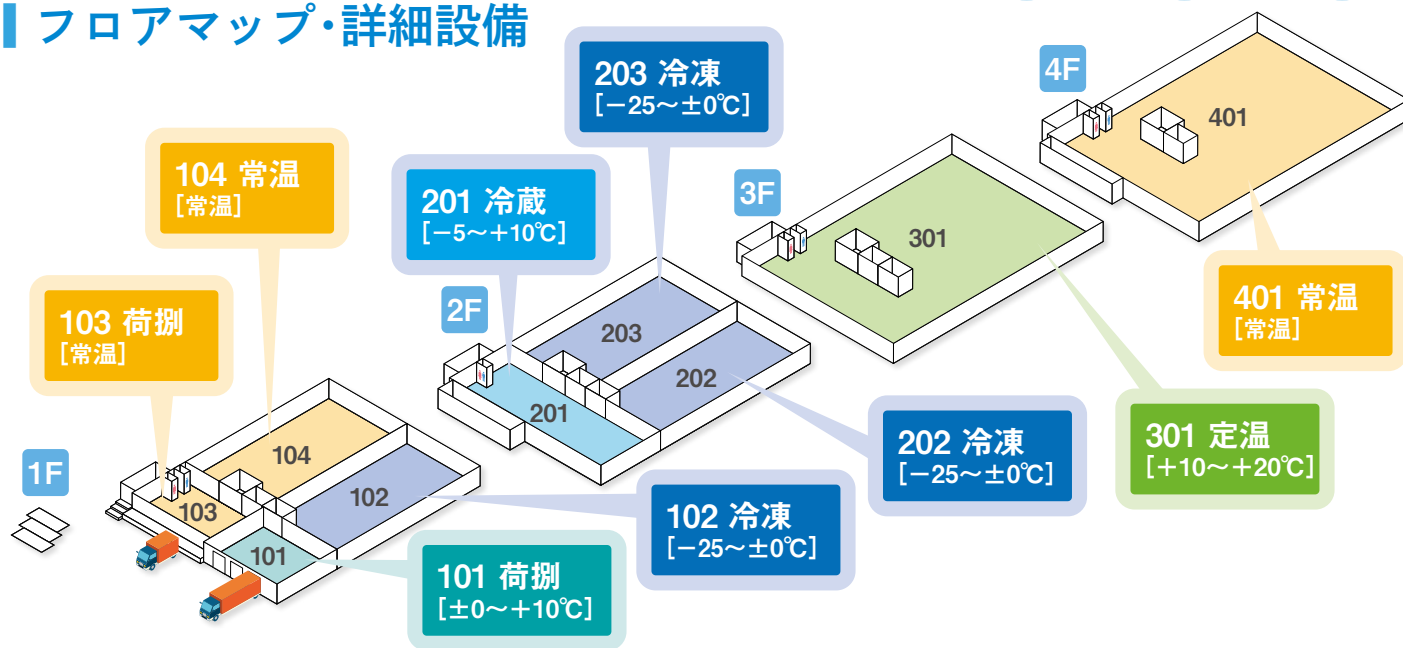 フロアマップ・詳細設備
1F
103 荷捌
[常温]
104 常温
[常温]
101 荷捌
[±0〜+10℃]
102 冷凍
[−25〜±0℃]
104
103
102
101
2F
201 冷蔵
[−5〜+10℃]
203 冷凍
[−25〜±0℃]
202 冷凍
[−25〜±0℃]
203
202
201
3F
301
301 定温
[+10〜+20℃]
4F
401
401 常温
[常温]